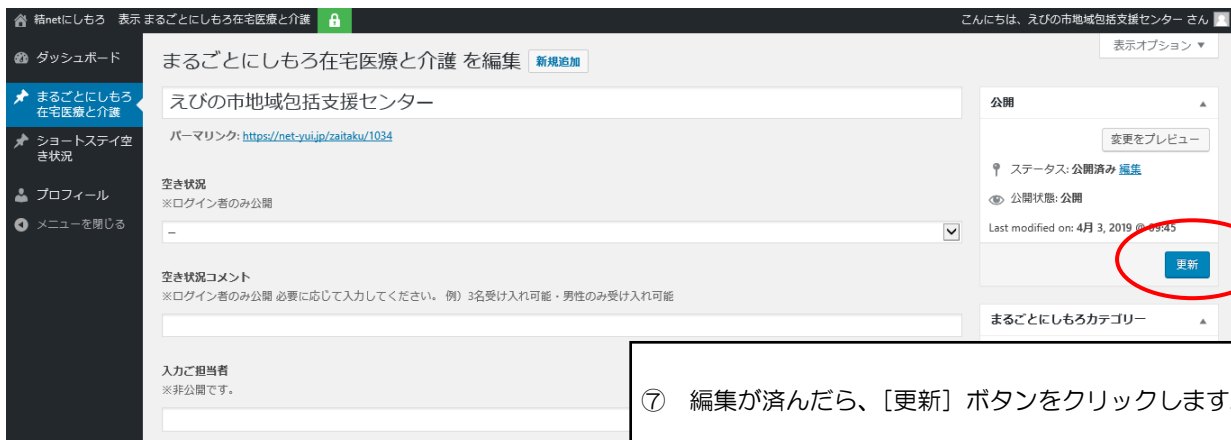 結netにしもろ 表示 まるごとにしもろ在宅医療と介護
こんにちは、えびの市地域包括支援センター さん
表示オプション ▼
ダッシュボード
まるごとにしもろ
在宅医療と介護
ショートステイ空
き状況
プロフィール
メニューを閉じる
まるごとにしもろ在宅医療と介護 を編集 新規追加
えびの市地域包括支援センター
パーマリンク: https://net-yui.jp/zaitaku/1034
空き状況
※ログイン者のみ公開
–
空き状況コメント
※ログイン者のみ公開 必要に応じて入力してください。 例）3名受け入れ可能・男性のみ受け入れ可能
入力ご担当者
※非公開です。
公開
変更をプレビュー
ステータス: 公開済み 編集
公開状態: 公開
Last modified on: 4月 3, 2019 @ 09:45
更新
まるごとにしもろカテゴリー
⑦ 編集が済んだら、［更新］ボタンをクリックします